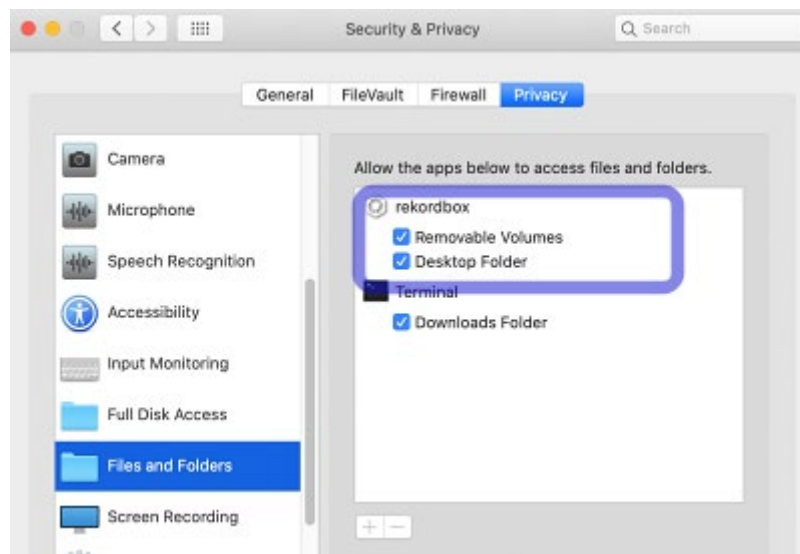 Security & Privacy
Search
General
FileVault
Firewall
Privacy
Camera
Microphone
Speech Recognition
Accessibility
Input Monitoring
Full Disk Access
Files and Folders
Screen Recording
Allow the apps below to access files and folders.
rekordbox
Removable Volumes
Desktop Folder
Terminal
Downloads Folder